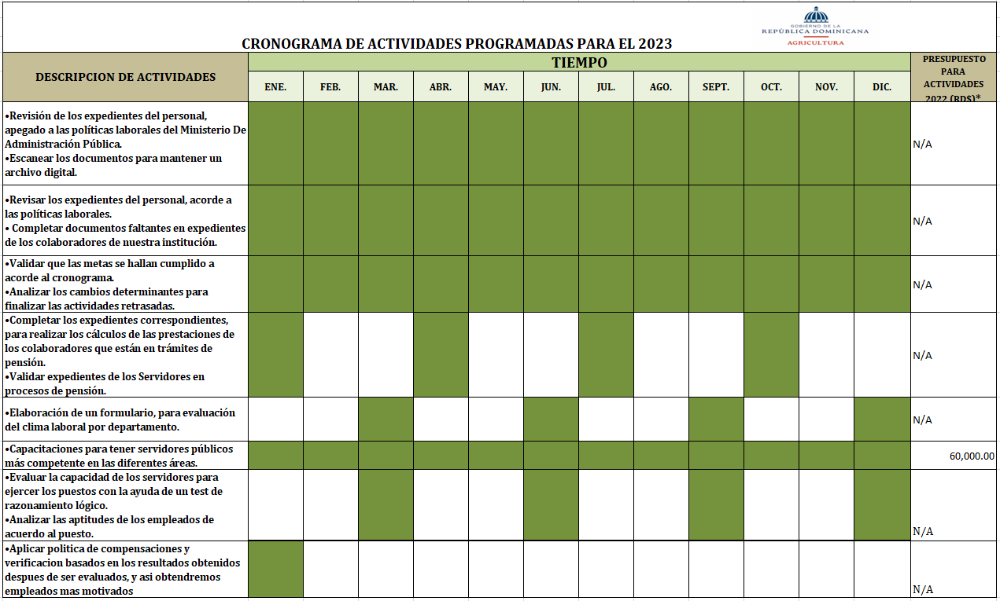 GOBIERNO DE LA
REPÚBLICA DOMINICANA
AGRICULTURA
CRONOGRAMA DE ACTIVIDADES PROGRAMADAS PARA EL 2023
DESCRIPCION DE ACTIVIDADES
TIEMPO
PRESUPUESTO
PARA
ACTIVIDADES
2022 (RD$)*
ENE. FEB. MAR. ABR. MAY. JUN. JUL. AGO. SEPT. OCT. NOV. DIC.
•Revisión de los expedientes del personal,
apegado a las políticas laborales del Ministerio De
Administración Pública.
•Escanear los documentos para mantener un
archivo digital.
N/A
•Revisar los expedientes del personal, acorde a
las políticas laborales.
• Completar documentos faltantes en expedientes
de los colaboradores de nuestra institución.
N/A
•Validar que las metas se hallan cumplido a
acorde al cronograma.
•Analizar los cambios determinantes para
finalizar las actividades retrasadas.
N/A
•Completar los expedientes correspondientes,
para realizar los cálculos de las prestaciones de
los colaboradores que están en trámites de
pensión.
•Validar expedientes de los Servidores en
procesos de pensión.
N/A
•Elaboración de un formulario, para evaluación
del clima laboral por departamento.
N/A
•Capacitaciones para tener servidores públicos
más competente en las diferentes áreas.
60,000.00
•Evaluar la capacidad de los servidores para
ejercer los puestos con la ayuda de un test de
razonamiento lógico.
•Analizar las aptitudes de los empleados de
acuerdo al puesto.
N/A
•Aplicar politica de compensaciones y
verificacion basados en los resultados obtenidos
despues de ser evaluados, y asi obtendremos
empleados mas motivados
N/A